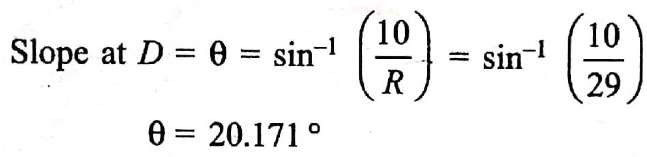 Slope at D = θ = sin⁻¹ (10/R) = sin⁻¹ (10/29)
θ = 20.171 °